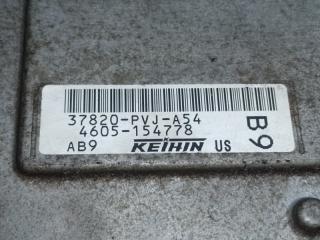 37820-PVJ-A54
4605-154778
AB9 KEIHIN US
B9